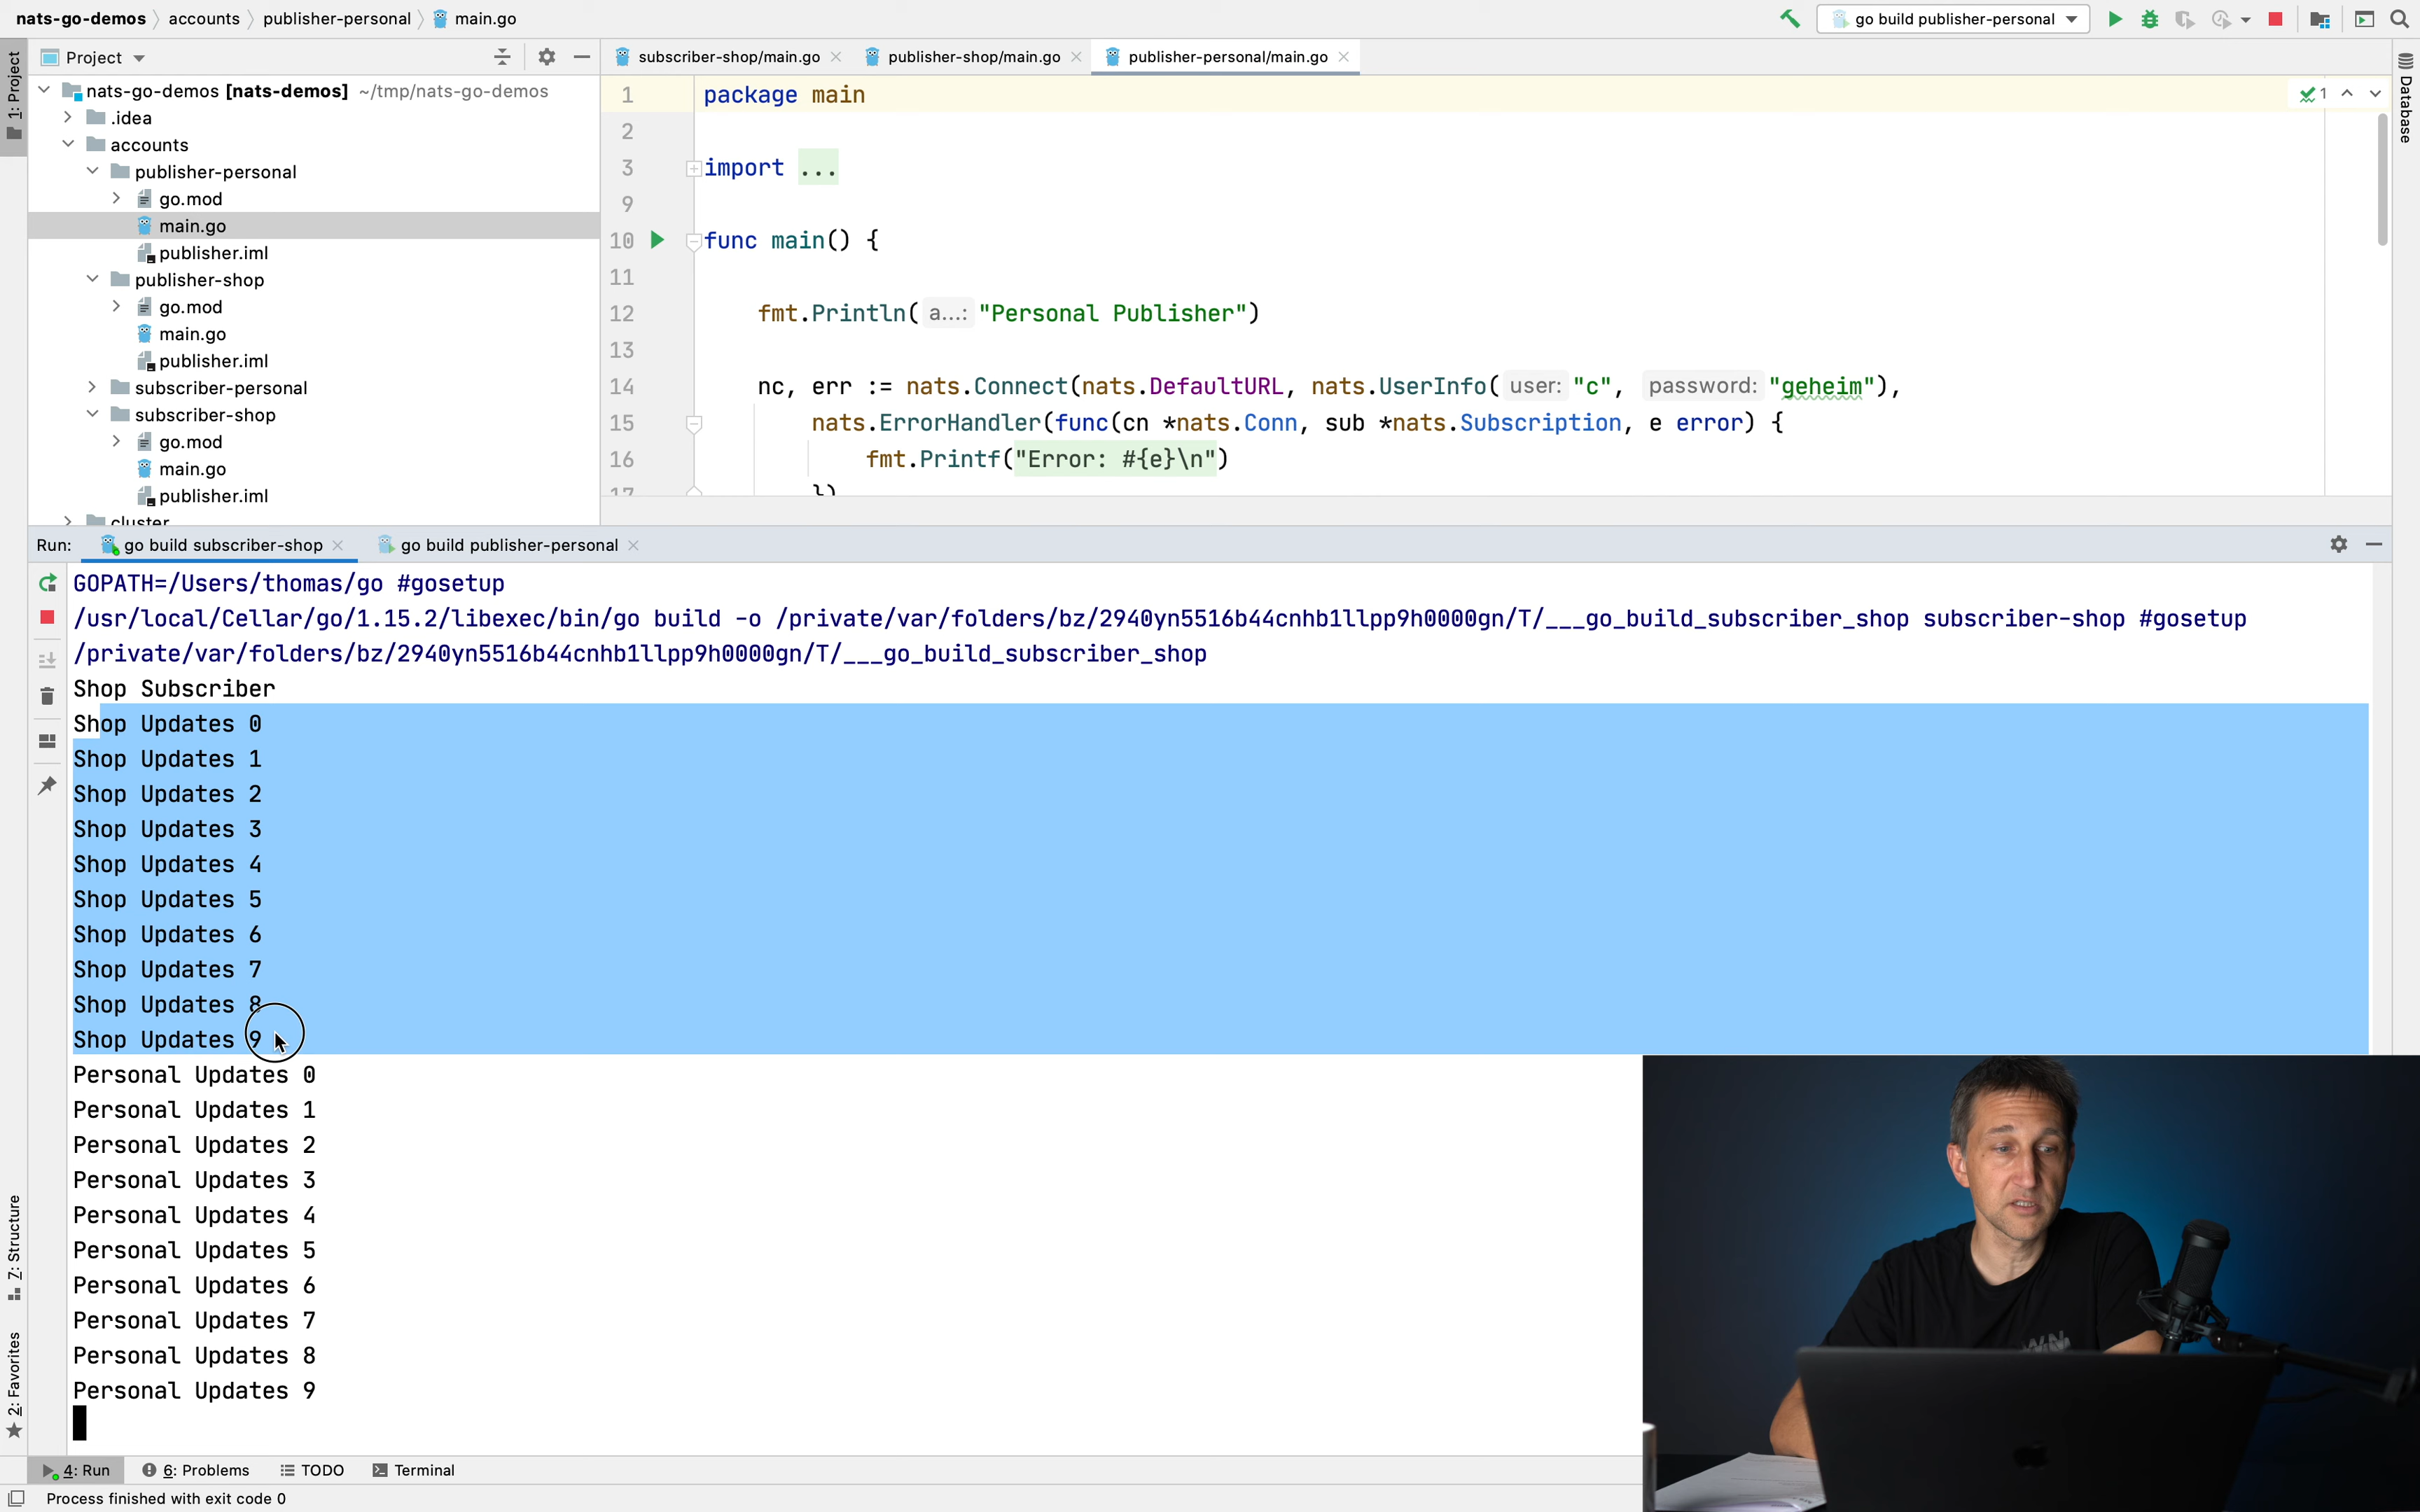 nats-go-demos accounts publisher-personal main.go
go build publisher-personal
1: Project
Project
nats-go-demos [nats-demos] ~/tmp/nats-go-demos
.idea
accounts
publisher-personal
go.mod
main.go
publisher.iml
publisher-shop
go.mod
main.go
publisher.iml
subscriber-personal
subscriber-shop
go.mod
main.go
publisher.iml
cluster
subscriber-shop/main.go publisher-shop/main.go publisher-personal/main.go
1 package main
2
3 import ...
9
10 func main() {
11
12 fmt.Println( a...: "Personal Publisher")
13
14 nc, err := nats.Connect(nats.DefaultURL, nats.UserInfo( user: "c", password: "geheim"),
15 nats.ErrorHandler(func(cn *nats.Conn, sub *nats.Subscription, e error) {
16 fmt.Printf("Error: #{e}\n")
17 })
1
Database
Run: go build subscriber-shop go build publisher-personal
GOPATH=/Users/thomas/go #gosetup
/usr/local/Cellar/go/1.15.2/libexec/bin/go build -o /private/var/folders/bz/2940yn5516b44cnhb1llpp9h0000gn/T/___go_build_subscriber_shop subscriber-shop #gosetup
/private/var/folders/bz/2940yn5516b44cnhb1llpp9h0000gn/T/___go_build_subscriber_shop
Shop Subscriber
Shop Updates 0
Shop Updates 1
Shop Updates 2
Shop Updates 3
Shop Updates 4
Shop Updates 5
Shop Updates 6
Shop Updates 7
Shop Updates 8
Shop Updates 9
Personal Updates 0
Personal Updates 1
Personal Updates 2
Personal Updates 3
Personal Updates 4
Personal Updates 5
Personal Updates 6
Personal Updates 7
Personal Updates 8
Personal Updates 9
7: Structure
2: Favorites
4: Run 6: Problems TODO Terminal
Process finished with exit code 0